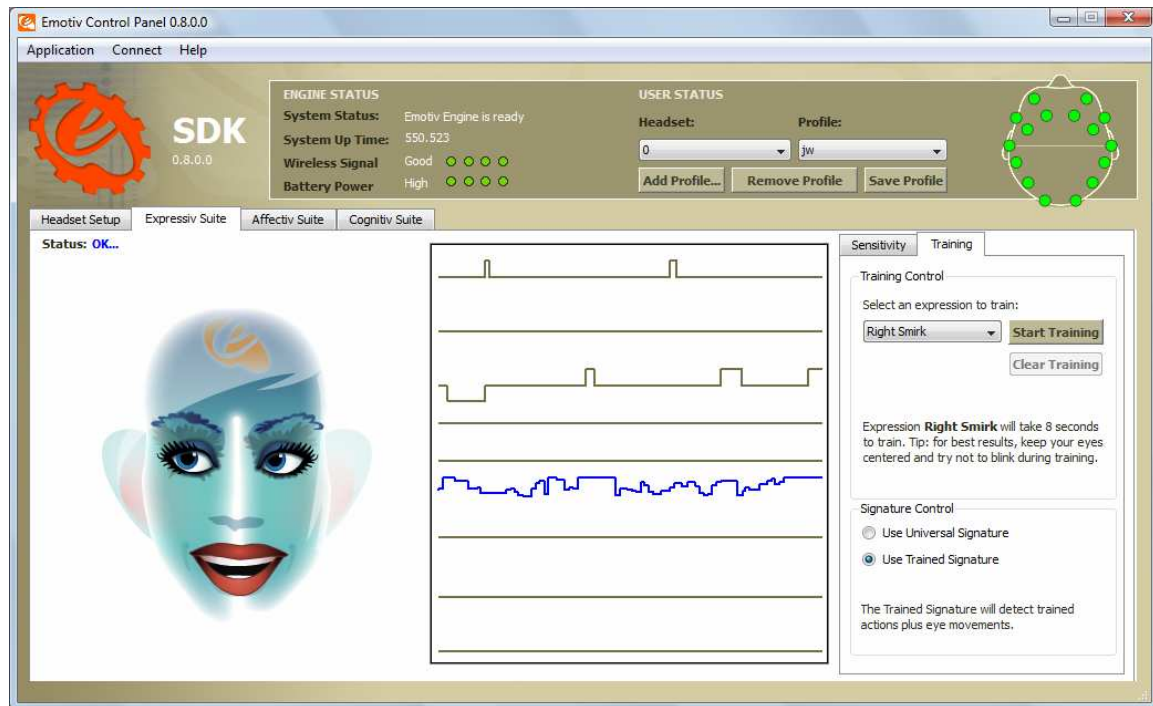 Emotiv Control Panel 0.8.0.0
Application Connect Help
SDK
0.8.0.0
ENGINE STATUS
System Status: Emotiv Engine is ready
System Up Time: 550.523
Wireless Signal Good
Battery Power High
USER STATUS
Headset: Profile:
0 jw
Add Profile... Remove Profile Save Profile
Headset Setup Expressiv Suite Affectiv Suite Cognitiv Suite
Status: OK...
Sensitivity Training
Training Control
Select an expression to train:
Right Smirk Start Training
Clear Training
Expression Right Smirk will take 8 seconds
to train. Tip: for best results, keep your eyes
centered and try not to blink during training.
Signature Control
Use Universal Signature
Use Trained Signature
The Trained Signature will detect trained
actions plus eye movements.